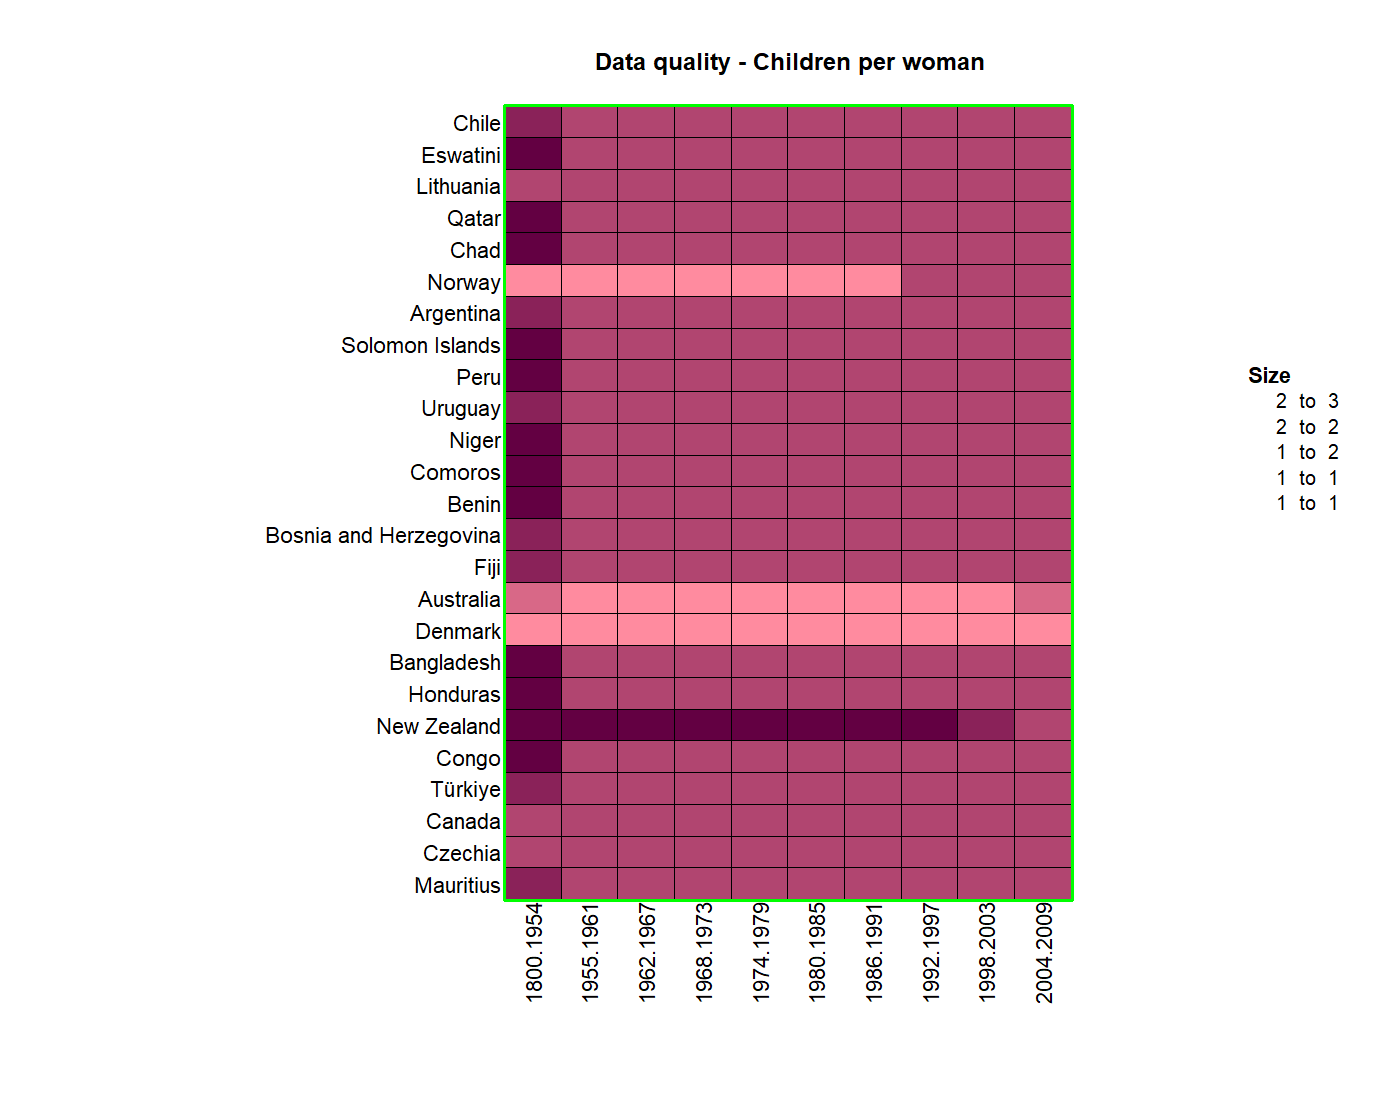 Data quality - Children per woman
Chile
Eswatini
Lithuania
Qatar
Chad
Norway
Argentina
Solomon Islands
Peru
Uruguay
Niger
Comoros
Benin
Bosnia and Herzegovina
Fiji
Australia
Denmark
Bangladesh
Honduras
New Zealand
Congo
Türkiye
Canada
Czechia
Mauritius
1800.1954
1955.1961
1962.1967
1968.1973
1974.1979
1980.1985
1986.1991
1992.1997
1998.2003
2004.2009
Size
2 to 3
2 to 2
1 to 2
1 to 1
1 to 1